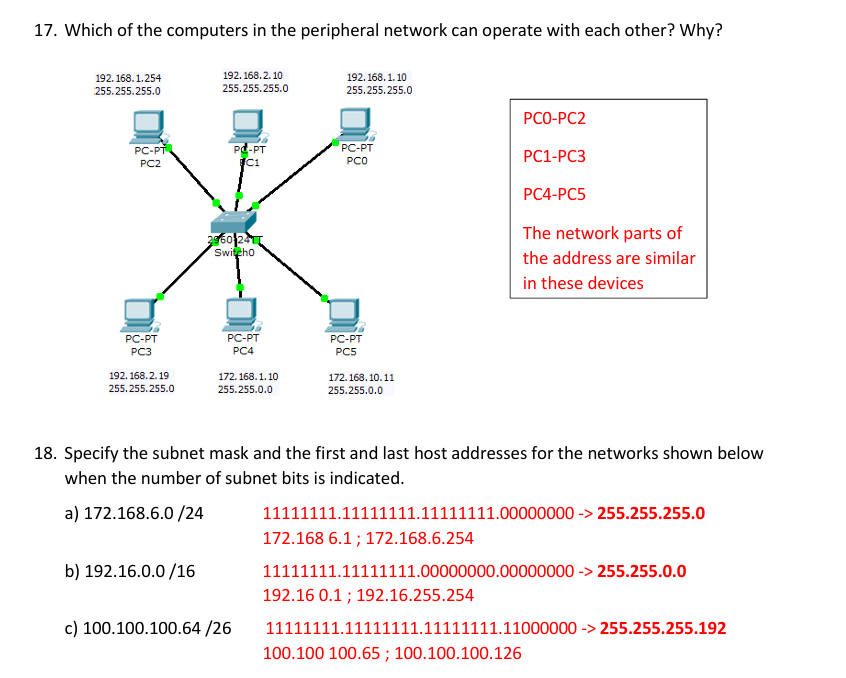 17. Which of the computers in the peripheral network can operate with each other? Why?
192.168.1.254
255.255.255.0
192.168.2.10
255.255.255.0
192.168.1.10
255.255.255.0
PC-PT
PC2
PC-PT
PC1
PC-PT
PC0
2960-24TT
Switch0
PC-PT
PC3
PC-PT
PC4
PC-PT
PC5
192.168.2.19
255.255.255.0
172.168.1.10
255.255.0.0
172.168.10.11
255.255.0.0
PC0-PC2
PC1-PC3
PC4-PC5
The network parts of
the address are similar
in these devices
18. Specify the subnet mask and the first and last host addresses for the networks shown below
when the number of subnet bits is indicated.
a) 172.168.6.0 /24 11111111.11111111.11111111.00000000 -> 255.255.255.0
172.168 6.1 ; 172.168.6.254
b) 192.16.0.0 /16 11111111.11111111.00000000.00000000 -> 255.255.0.0
192.16 0.1 ; 192.16.255.254
c) 100.100.100.64 /26 11111111.11111111.11111111.11000000 -> 255.255.255.192
100.100 100.65 ; 100.100.100.126